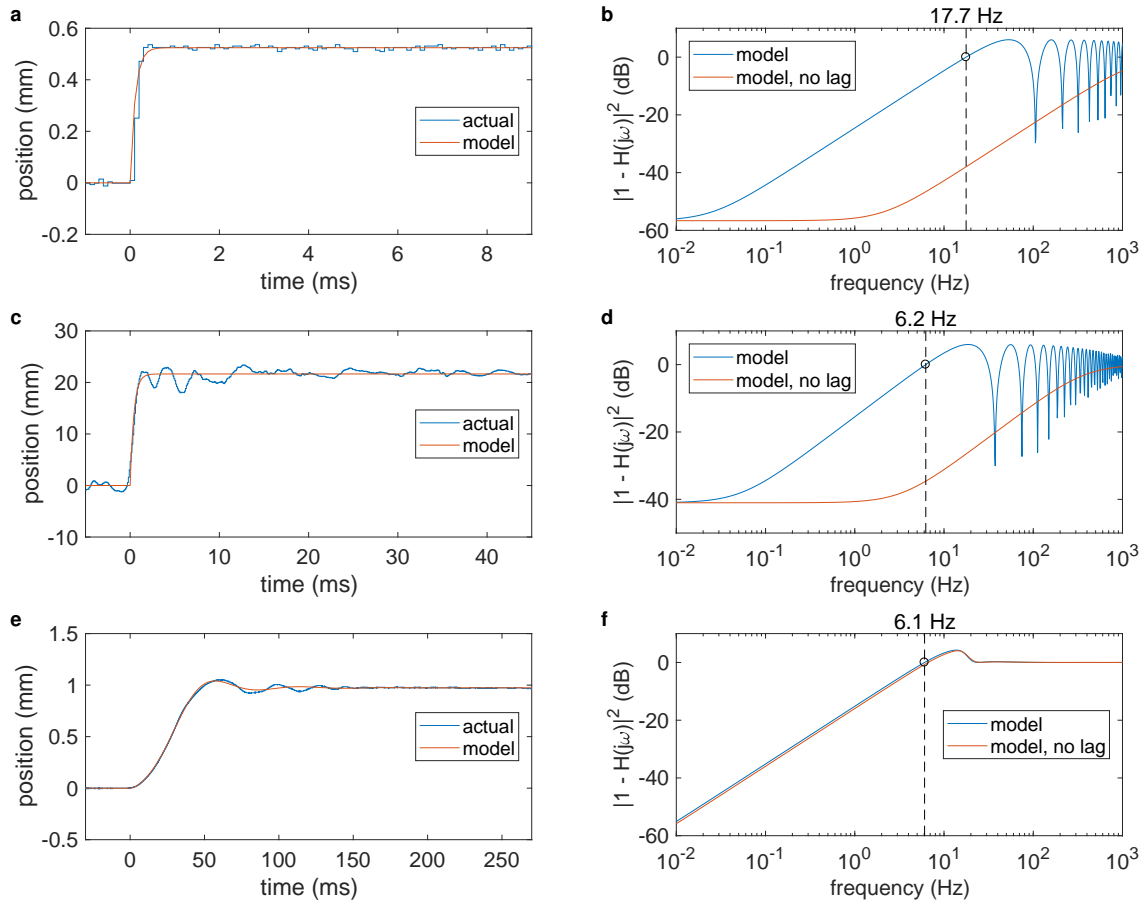 a
position (mm)
0.6
0.4
0.2
0
-0.2
0
2
4
6
8
time (ms)
actual
model
b
17.7 Hz
|1 - H(jω)|² (dB)
0
-20
-40
-60
10⁻²
10⁻¹
10⁰
10¹
10²
10³
frequency (Hz)
model
model, no lag
c
position (mm)
30
20
10
0
-10
0
10
20
30
40
time (ms)
actual
model
d
6.2 Hz
|1 - H(jω)|² (dB)
0
-20
-40
10⁻²
10⁻¹
10⁰
10¹
10²
10³
frequency (Hz)
model
model, no lag
e
position (mm)
1.5
1
0.5
0
-0.5
0
50
100
150
200
250
time (ms)
actual
model
f
6.1 Hz
|1 - H(jω)|² (dB)
0
-20
-40
-60
10⁻²
10⁻¹
10⁰
10¹
10²
10³
frequency (Hz)
model
model, no lag